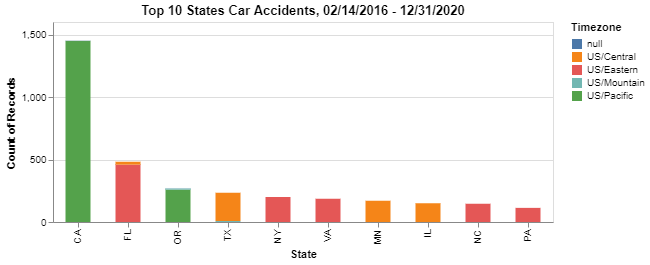 Top 10 States Car Accidents, 02/14/2016 - 12/31/2020
Timezone
null
US/Central
US/Eastern
US/Mountain
US/Pacific
Count of Records
1,500
1,000
500
0
CA
FL
OR
TX
NY
VA
MN
IL
NC
PA
State